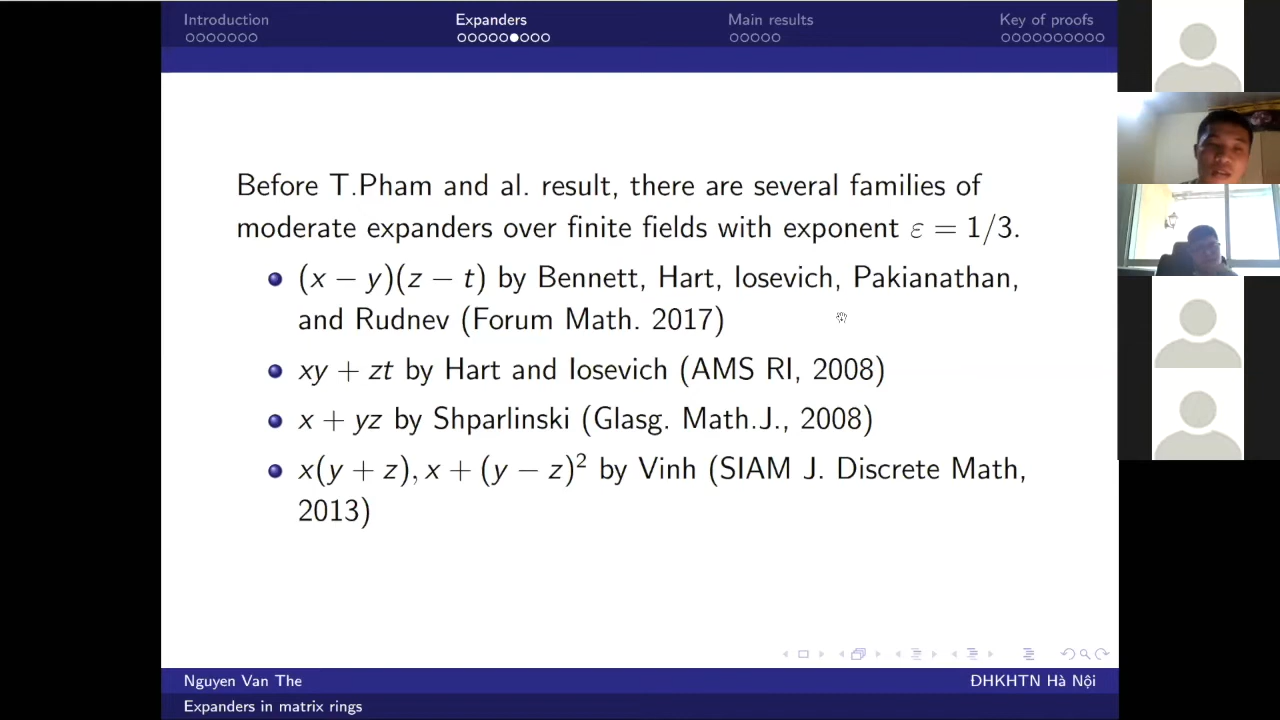 Introduction
Expanders
Main results
Key of proofs
Before T.Pham and al. result, there are several families of
moderate expanders over finite fields with exponent ε = 1/3.
(x − y)(z − t) by Bennett, Hart, Iosevich, Pakianathan,
and Rudnev (Forum Math. 2017)
xy + zt by Hart and Iosevich (AMS RI, 2008)
x + yz by Shparlinski (Glasg. Math.J., 2008)
x(y + z), x + (y − z)² by Vinh (SIAM J. Discrete Math,
2013)
Nguyen Van The
ĐHKHTN Hà Nội
Expanders in matrix rings